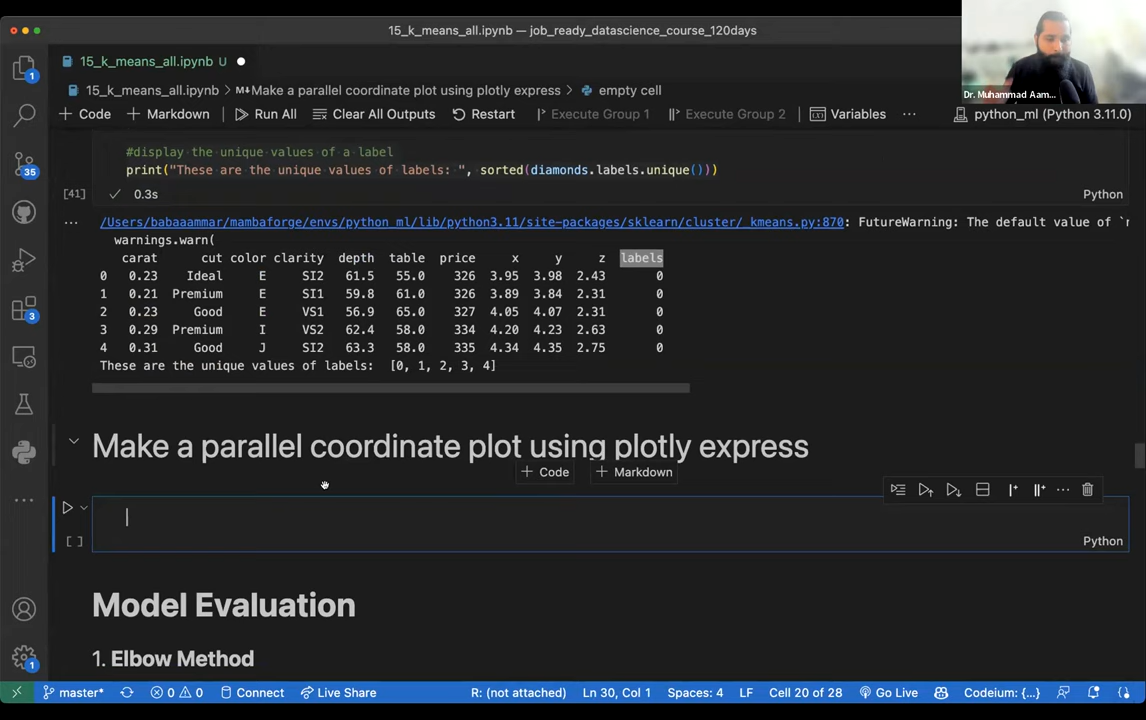 15_k_means_all.ipynb — job_ready_datascience_course_120days
15_k_means_all.ipynb U
15_k_means_all.ipynb > M↓Make a parallel coordinate plot using plotly express > empty cell
+ Code + Markdown Run All Clear All Outputs Restart Execute Group 1 Execute Group 2 Variables ... python_ml (Python 3.11.0)
Dr. Muhammad Aam...
#display the unique values of a label
print("These are the unique values of labels: ", sorted(diamonds.labels.unique()))
[41] 0.3s Python
... /Users/babaaammar/mambaforge/envs/python_ml/lib/python3.11/site-packages/sklearn/cluster/_kmeans.py:870: FutureWarning: The default value of `
warnings.warn(
carat cut color clarity depth table price x y z labels
0 0.23 Ideal E SI2 61.5 55.0 326 3.95 3.98 2.43 0
1 0.21 Premium E SI1 59.8 61.0 326 3.89 3.84 2.31 0
2 0.23 Good E VS1 56.9 65.0 327 4.05 4.07 2.31 0
3 0.29 Premium I VS2 62.4 58.0 334 4.20 4.23 2.63 0
4 0.31 Good J SI2 63.3 58.0 335 4.34 4.35 2.75 0
These are the unique values of labels: [0, 1, 2, 3, 4]
Make a parallel coordinate plot using plotly express
+ Code + Markdown
[ ] Python
Model Evaluation
1. Elbow Method
1
35
3
1
master* 0 0 Connect Live Share R: (not attached) Ln 30, Col 1 Spaces: 4 LF Cell 20 of 28 Go Live Codeium: {...}